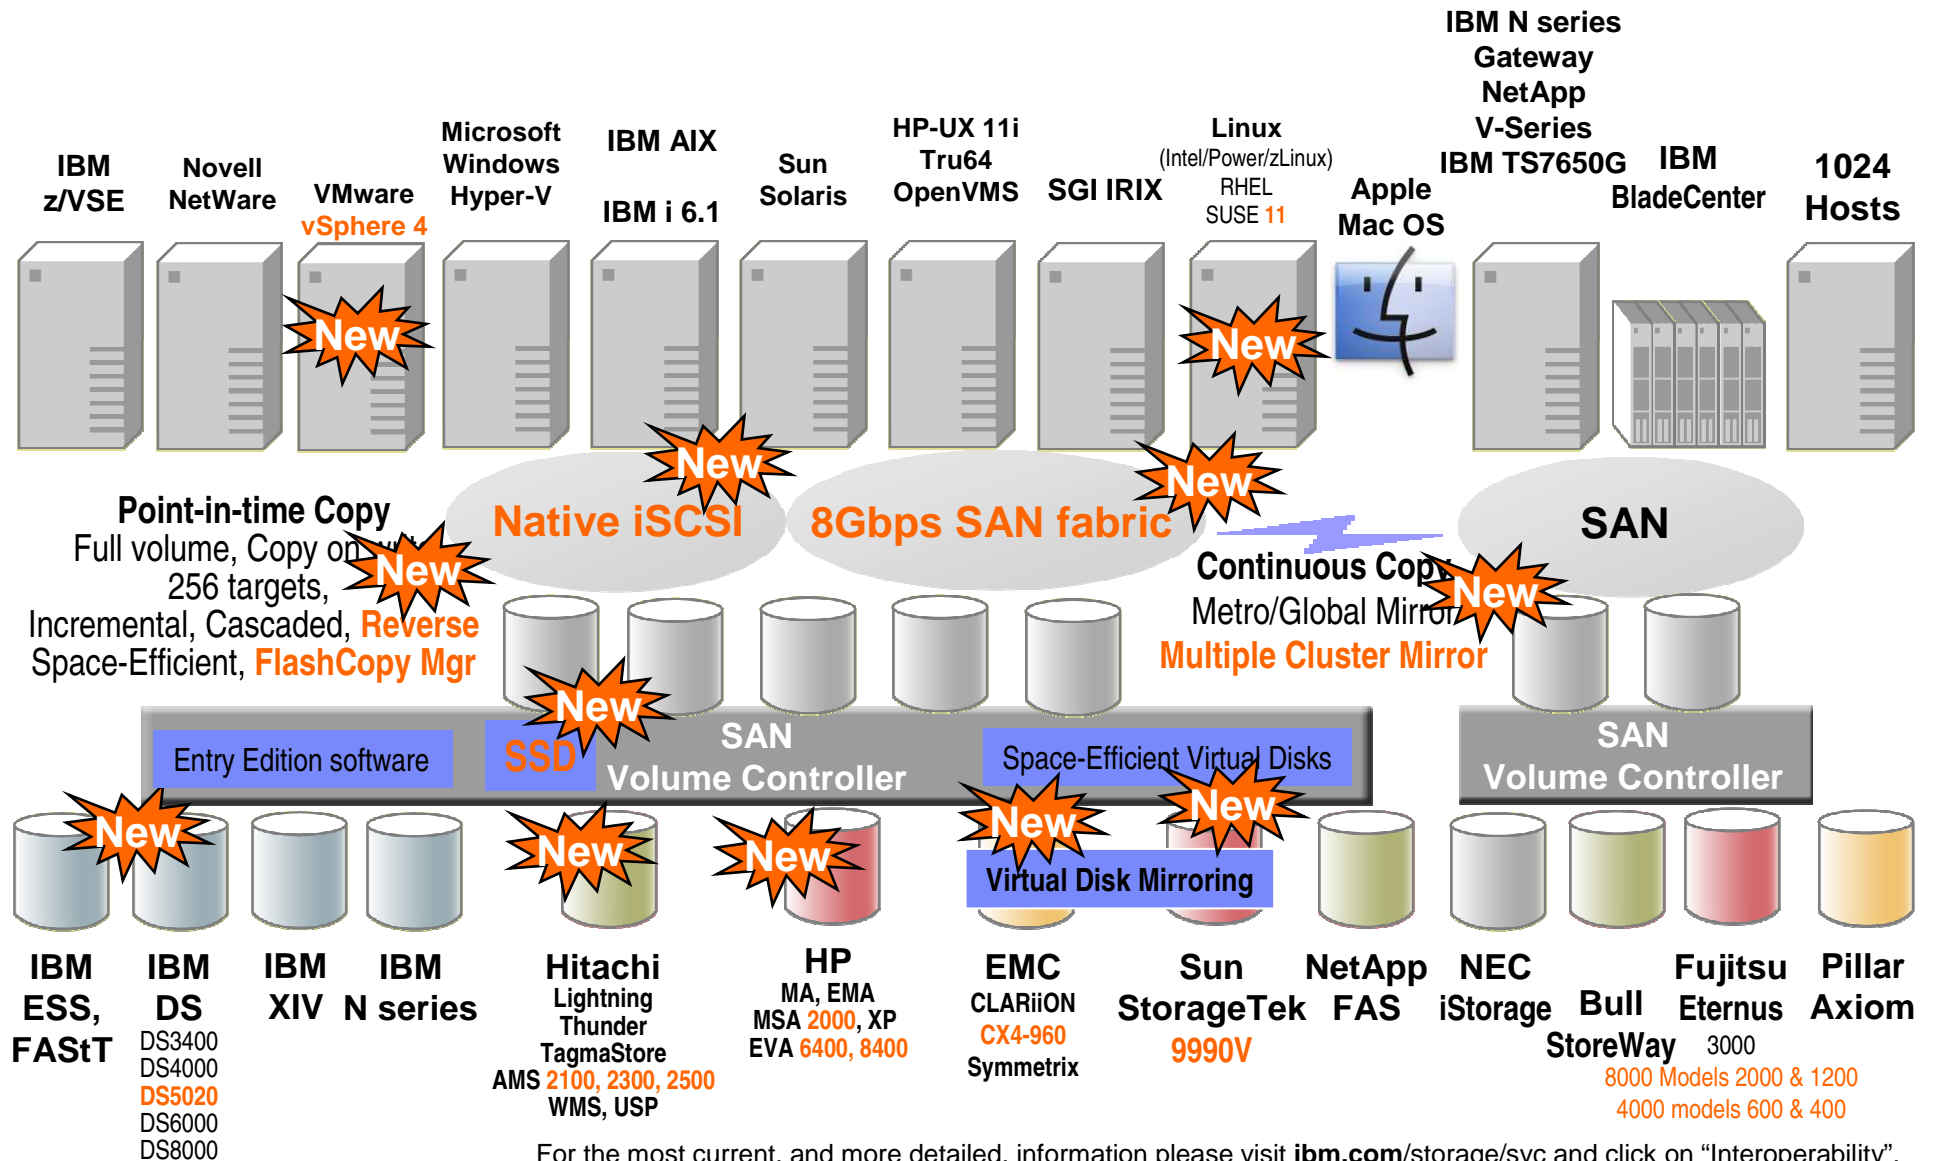 IBM
z/VSE
Novell
NetWare
VMware
vSphere 4
Microsoft
Windows
Hyper-V
IBM AIX
IBM i 6.1
Sun
Solaris
HP-UX 11i
Tru64
OpenVMS
SGI IRIX
Linux
(Intel/Power/zLinux)
RHEL
SUSE 11
Apple
Mac OS
IBM N series
Gateway
NetApp
V-Series
IBM TS7650G
IBM
BladeCenter
1024
Hosts
New
New
New
New
Native iSCSI
8Gbps SAN fabric
SAN
Point-in-time Copy
Full volume, Copy on
256 targets,
Incremental, Cascaded, Reverse
Space-Efficient, FlashCopy Mgr
New
Continuous Copy
Metro/Global Mirror
Multiple Cluster Mirror
New
New
Entry Edition software
SSD
SAN
Volume Controller
Space-Efficient Virtual Disks
SAN
Volume Controller
New
New
New
New
New
Virtual Disk Mirroring
IBM
ESS,
FAStT
IBM
DS
DS3400
DS4000
DS5020
DS6000
DS8000
IBM
XIV
IBM
N series
Hitachi
Lightning
Thunder
TagmaStore
AMS 2100, 2300, 2500
WMS, USP
HP
MA, EMA
MSA 2000, XP
EVA 6400, 8400
EMC
CLARiiON
CX4-960
Symmetrix
Sun
StorageTek
9990V
NetApp
FAS
NEC
iStorage
Bull
StoreWay
Fujitsu
Eternus
3000
8000 Models 2000 & 1200
4000 models 600 & 400
Pillar
Axiom
For the most current, and more detailed, information please visit ibm.com/storage/svc and click on “Interoperability”.